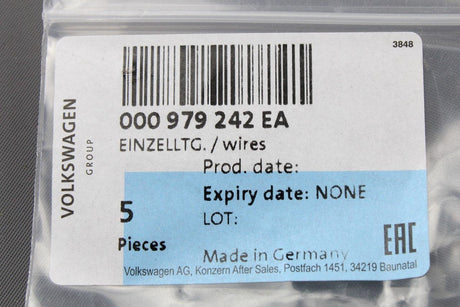 3848
VOLKSWAGEN
GROUP
000 979 242 EA
EINZELLTG. / wires
Prod. date:
Expiry date: NONE
5
LOT:
Pieces
Made in Germany
EAC
Volkswagen AG, Konzern After Sales, Postfach 1451, 34219 Baunatal